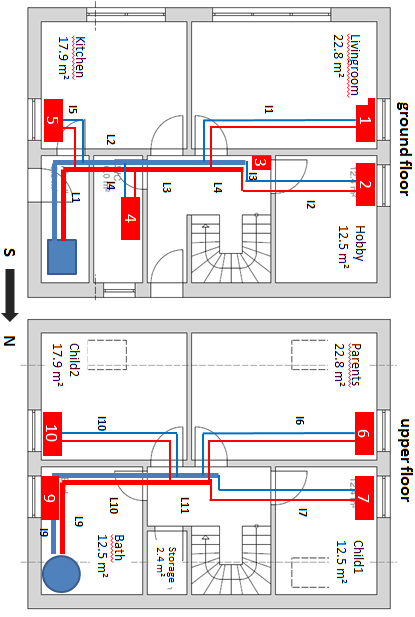 Kitchen
17.9 m²
Livingroom
22.8 m²
ground floor
l5
l1
5
1
L2
3
2
l3
l4
L3
L4
l2
L1
4
Hobby
12.5 m²
S
N
Child2
17.9 m²
Parents
22.8 m²
upper floor
l10
l6
10
6
9
7
L10
L11
l9
L9
l7
Bath
12.5 m²
Storage
2.4 m²
Child1
12.5 m²